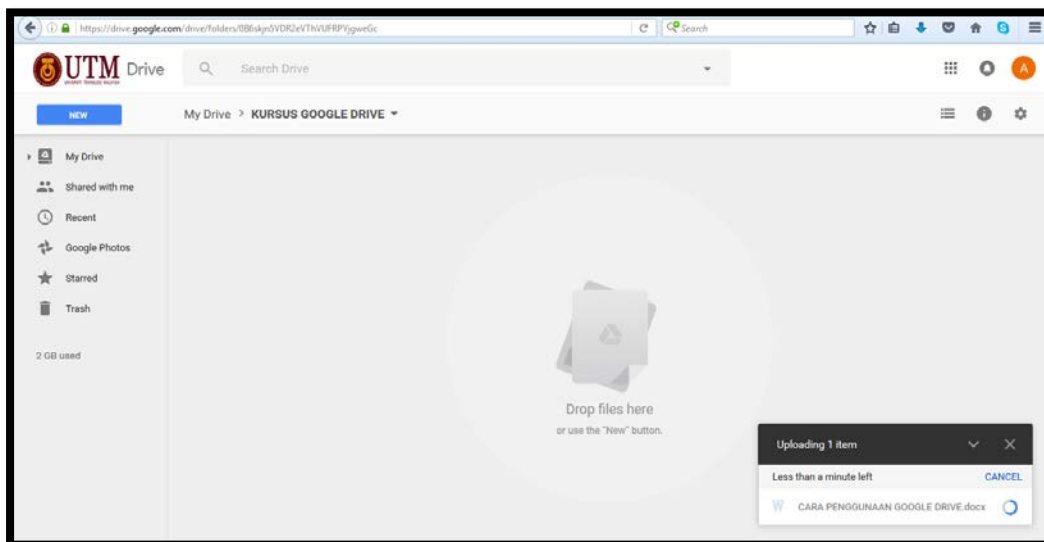 https://drive.google.com/drive/folders/
Search
UTM Drive
Search Drive
A
NEW
My Drive > KURSUS GOOGLE DRIVE
My Drive
Shared with me
Recent
Google Photos
Starred
Trash
2 GB used
Drop files here
or use the "New" button.
Uploading 1 item
Less than a minute left CANCEL
W CARA PENGGUNAAN GOOGLE DRIVE.docx